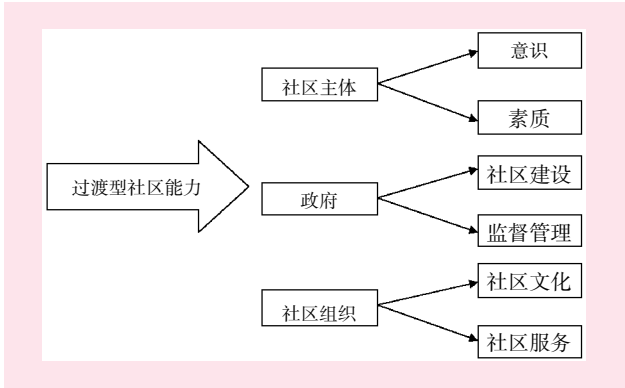 意识
社区主体
素质
社区建设
过渡型社区能力
政府
监督管理
社区文化
社区组织
社区服务